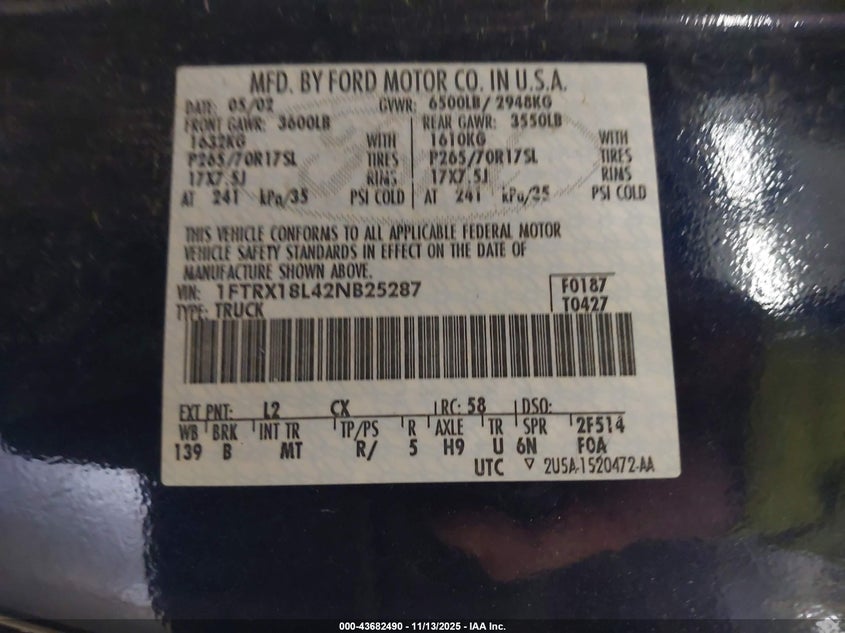 MFD. BY FORD MOTOR CO. IN U.S.A.
DATE: 05/02 GVWR: 6500LB/ 2948KG
FRONT GAWR: 3600LB REAR GAWR: 3550LB
1632KG WITH 1610KG WITH
P265/70R17SL TIRES P265/70R17SL TIRES
17X7.5J RIMS 17X7.5J RIMS
AT 241 kPa/35 PSI COLD AT 241 kPa/35 PSI COLD
THIS VEHICLE CONFORMS TO ALL APPLICABLE FEDERAL MOTOR
VEHICLE SAFETY STANDARDS IN EFFECT ON THE DATE OF
MANUFACTURE SHOWN ABOVE.
VIN: 1FTRX18L42NB25287 F0187
TYPE: TRUCK T0427
EXT PNT: L2 CX RC: 58 DSO:
WB BRK INT TR TP/PS R AXLE TR SPR 2F514
139 B MT R/ 5 H9 U 6N FOA
UTC ▽ 2U5A-1520472-AA
000-43682490 - 11/13/2025 - IAA Inc.